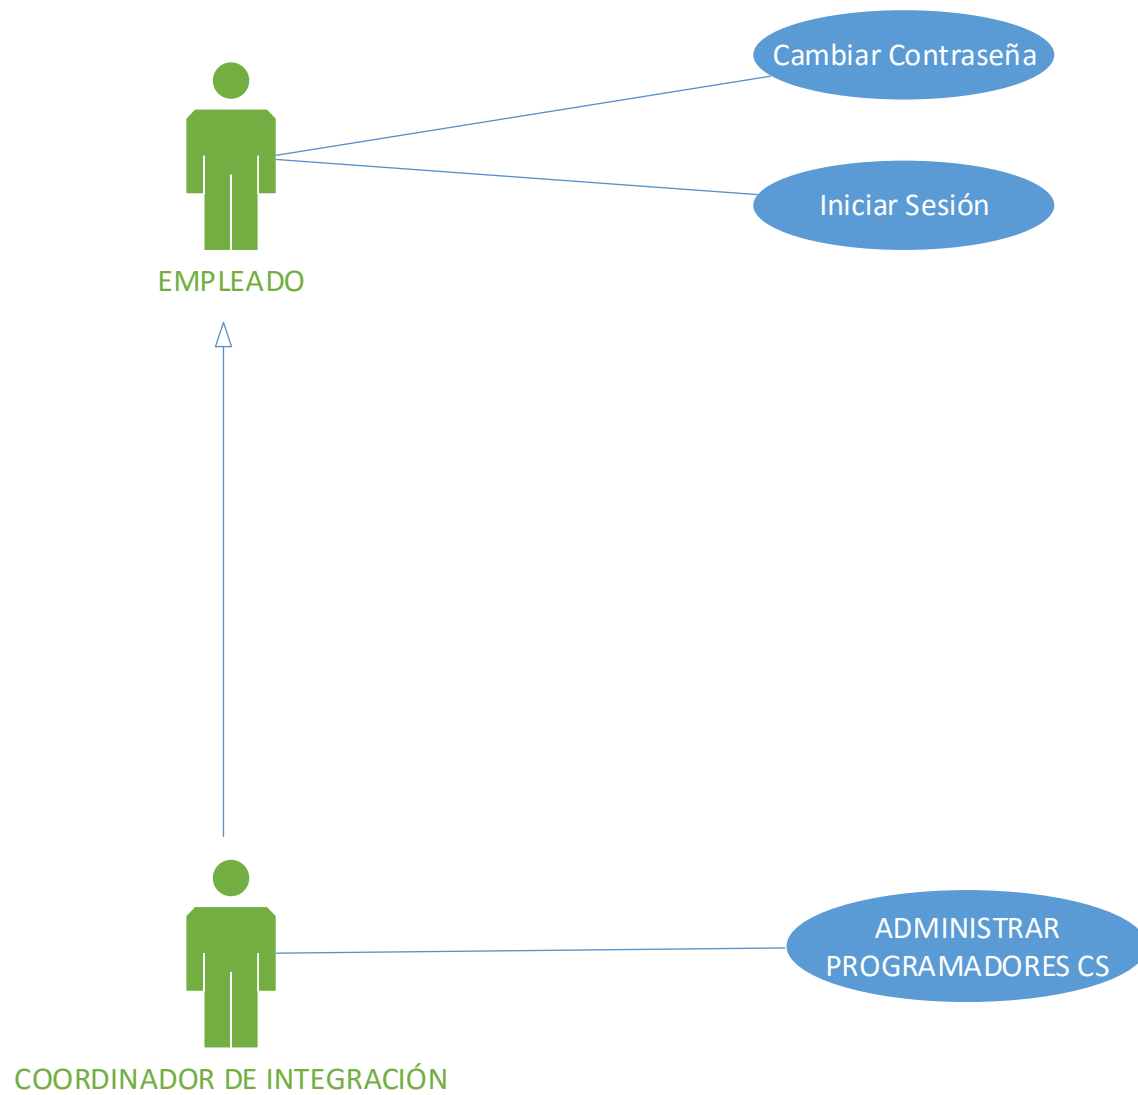 Cambiar Contraseña
Iniciar Sesión
EMPLEADO
ADMINISTRAR
PROGRAMADORES CS
COORDINADOR DE INTEGRACIÓN